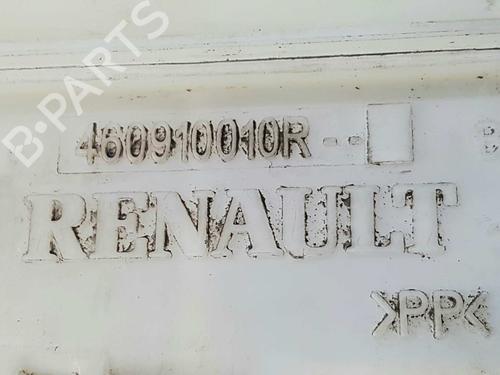 B-PARTS
460910010R--
RENAULT
>PP<